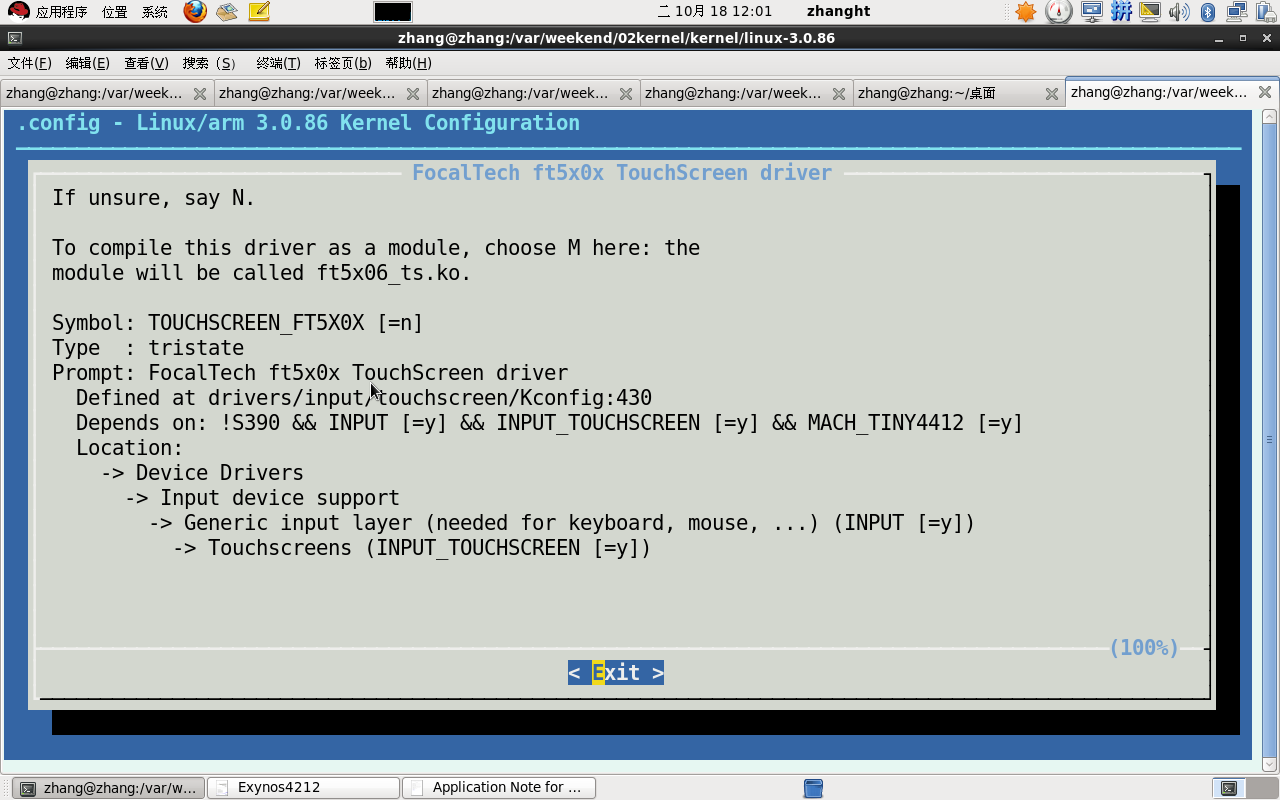 应用程序 位置 系统 二 10月 18 12:01 zhanght 拼
zhang@zhang:/var/weekend/02kernel/kernel/linux-3.0.86
文件(F) 编辑(E) 查看(V) 搜索 (S) 终端(T) 标签页(b) 帮助(H)
zhang@zhang:/var/week... zhang@zhang:/var/week... zhang@zhang:/var/week... zhang@zhang:/var/week... zhang@zhang:~/桌面 zhang@zhang:/var/week...
.config - Linux/arm 3.0.86 Kernel Configuration
FocalTech ft5x0x TouchScreen driver
If unsure, say N.
To compile this driver as a module, choose M here: the
module will be called ft5x06_ts.ko.
Symbol: TOUCHSCREEN_FT5X0X [=n]
Type  : tristate
Prompt: FocalTech ft5x0x TouchScreen driver
  Defined at drivers/input/touchscreen/Kconfig:430
  Depends on: !S390 && INPUT [=y] && INPUT_TOUCHSCREEN [=y] && MACH_TINY4412 [=y]
  Location:
    -> Device Drivers
      -> Input device support
        -> Generic input layer (needed for keyboard, mouse, ...) (INPUT [=y])
          -> Touchscreens (INPUT_TOUCHSCREEN [=y])
(100%)
< Exit >
zhang@zhang:/var/w... Exynos4212 Application Note for ...